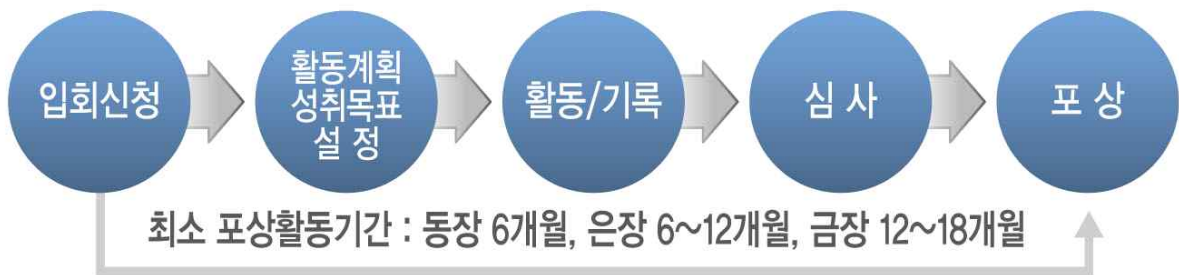 입회신청
활동계획
성취목표
설 정
활동/기록
심 사
포 상
최소 포상활동기간 : 동장 6개월, 은장 6~12개월, 금장 12~18개월